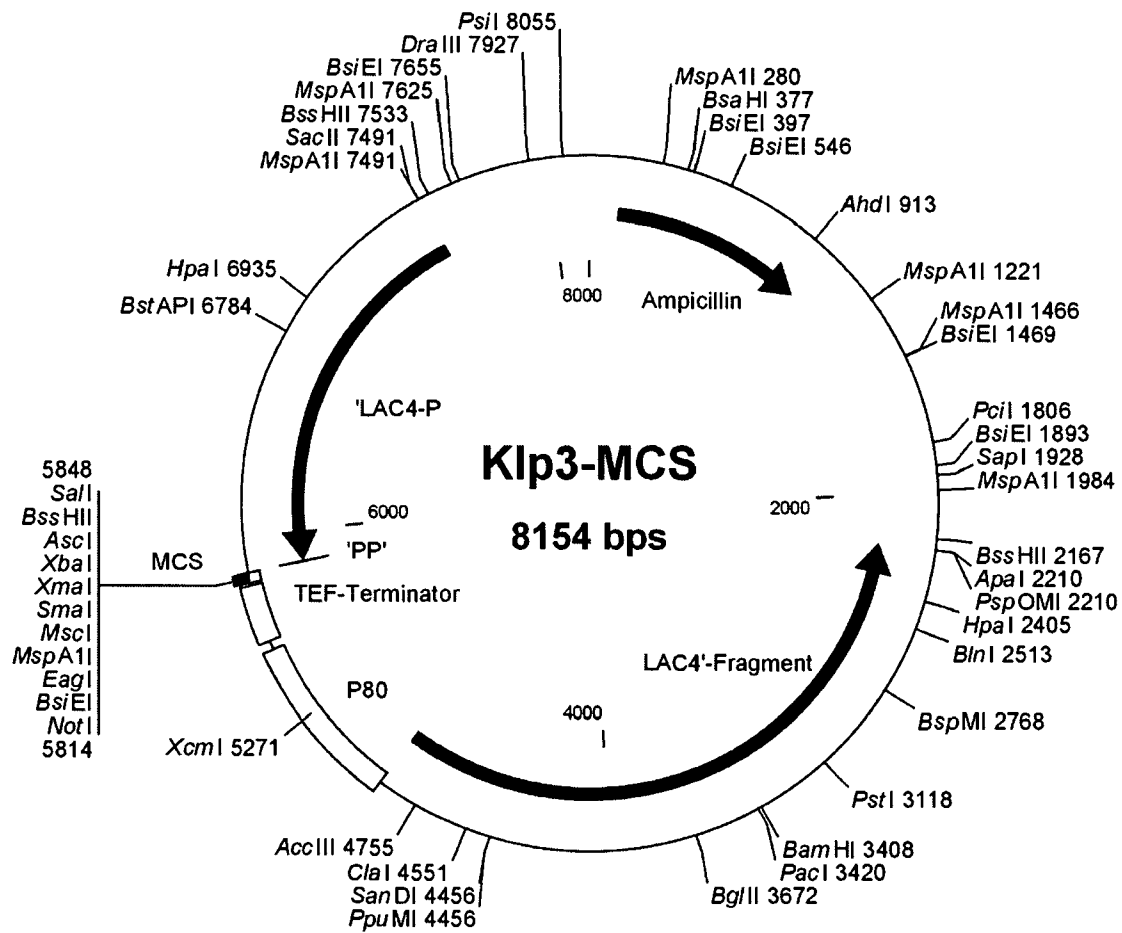 PsiI 8055
DraIII 7927
BsiEI 7655
MspA1I 7625
BssHII 7533
SacII 7491
MspA1I 7491
HpaI 6935
BstAPI 6784
MspA1I 280
BsaHI 377
BsiEI 397
BsiEI 546
AhdI 913
MspA1I 1221
MspA1I 1466
BsiEI 1469
PciI 1806
BsiEI 1893
SapI 1928
MspA1I 1984
BssHII 2167
ApaI 2210
PspOMI 2210
HpaI 2405
BlnI 2513
BspMI 2768
PstI 3118
BamHI 3408
PacI 3420
BglII 3672
PpuMI 4456
SanDI 4456
ClaI 4551
AccIII 4755
XcmI 5271
5848
SalI
BssHII
AscI
XbaI
XmaI
SmaI
MscI
MspA1I
EagI
BsiEI
NotI
5814
MCS
8000
Ampicillin
'LAC4-P
Klp3-MCS
8154 bps
2000
6000
'PP'
TEF-Terminator
P80
LAC4'-Fragment
4000